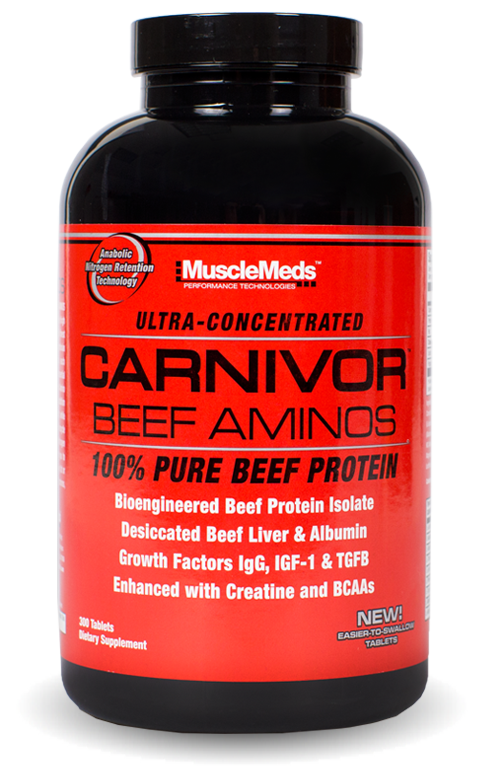 Anabolic
Nitrogen Retention
Technology
MuscleMeds™
PERFORMANCE TECHNOLOGIES
ULTRA-CONCENTRATED
CARNIVOR™
BEEF AMINOS
100% PURE BEEF PROTEIN
Bioengineered Beef Protein Isolate
Desiccated Beef Liver & Albumin
Growth Factors IgG, IGF-1 & TGFB
Enhanced with Creatine and BCAAs
300 Tablets
Dietary Supplement
NEW!
EASIER-TO-SWALLOW
TABLETS